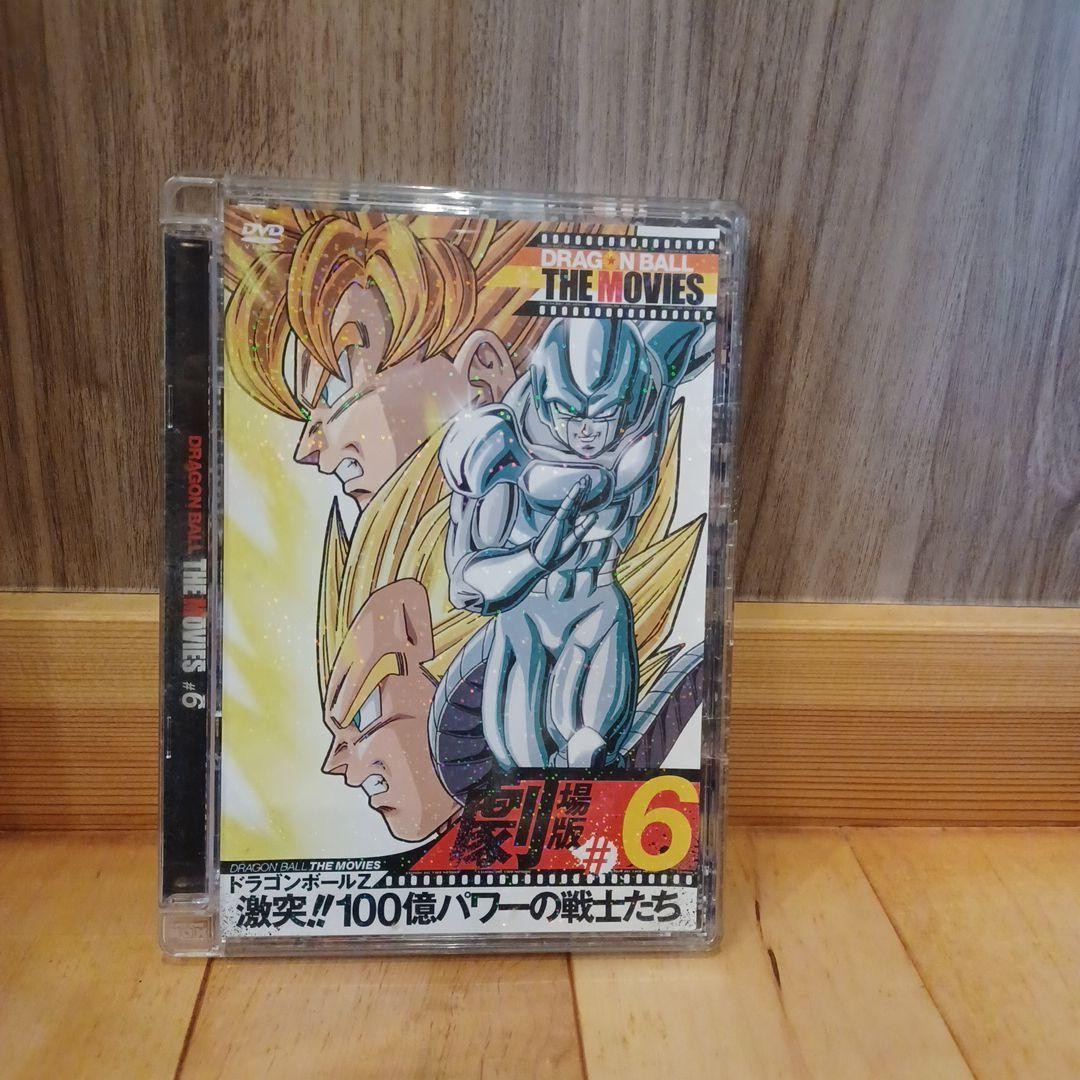 DVD
DRAGON BALL
THE MOVIES
DRAGON BALL THE MOVIES #6
劇場版 #6
DRAGON BALL THE MOVIES
ドラゴンボールZ
激突!!100億パワーの戦士たち